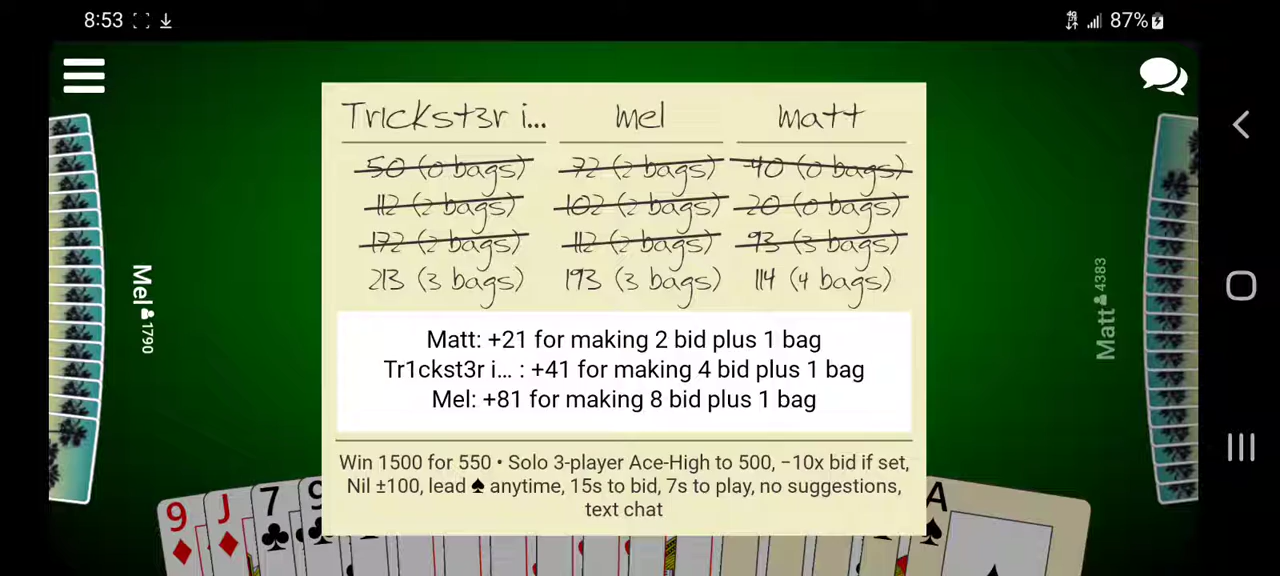 8:53
87%
Tr1ckst3r i... Mel Matt
50 (0 bags) 72 (2 bags) -40 (0 bags)
112 (2 bags) 102 (2 bags) 20 (0 bags)
172 (2 bags) 112 (2 bags) 93 (3 bags)
213 (3 bags) 193 (3 bags) 114 (4 bags)
Matt: +21 for making 2 bid plus 1 bag
Tr1ckst3r i... : +41 for making 4 bid plus 1 bag
Mel: +81 for making 8 bid plus 1 bag
Win 1500 for 550 • Solo 3-player Ace-High to 500, −10x bid if set,
Nil ±100, lead ♠ anytime, 15s to bid, 7s to play, no suggestions,
text chat
Mel 1790
Matt 4383
9 J 7 9 A